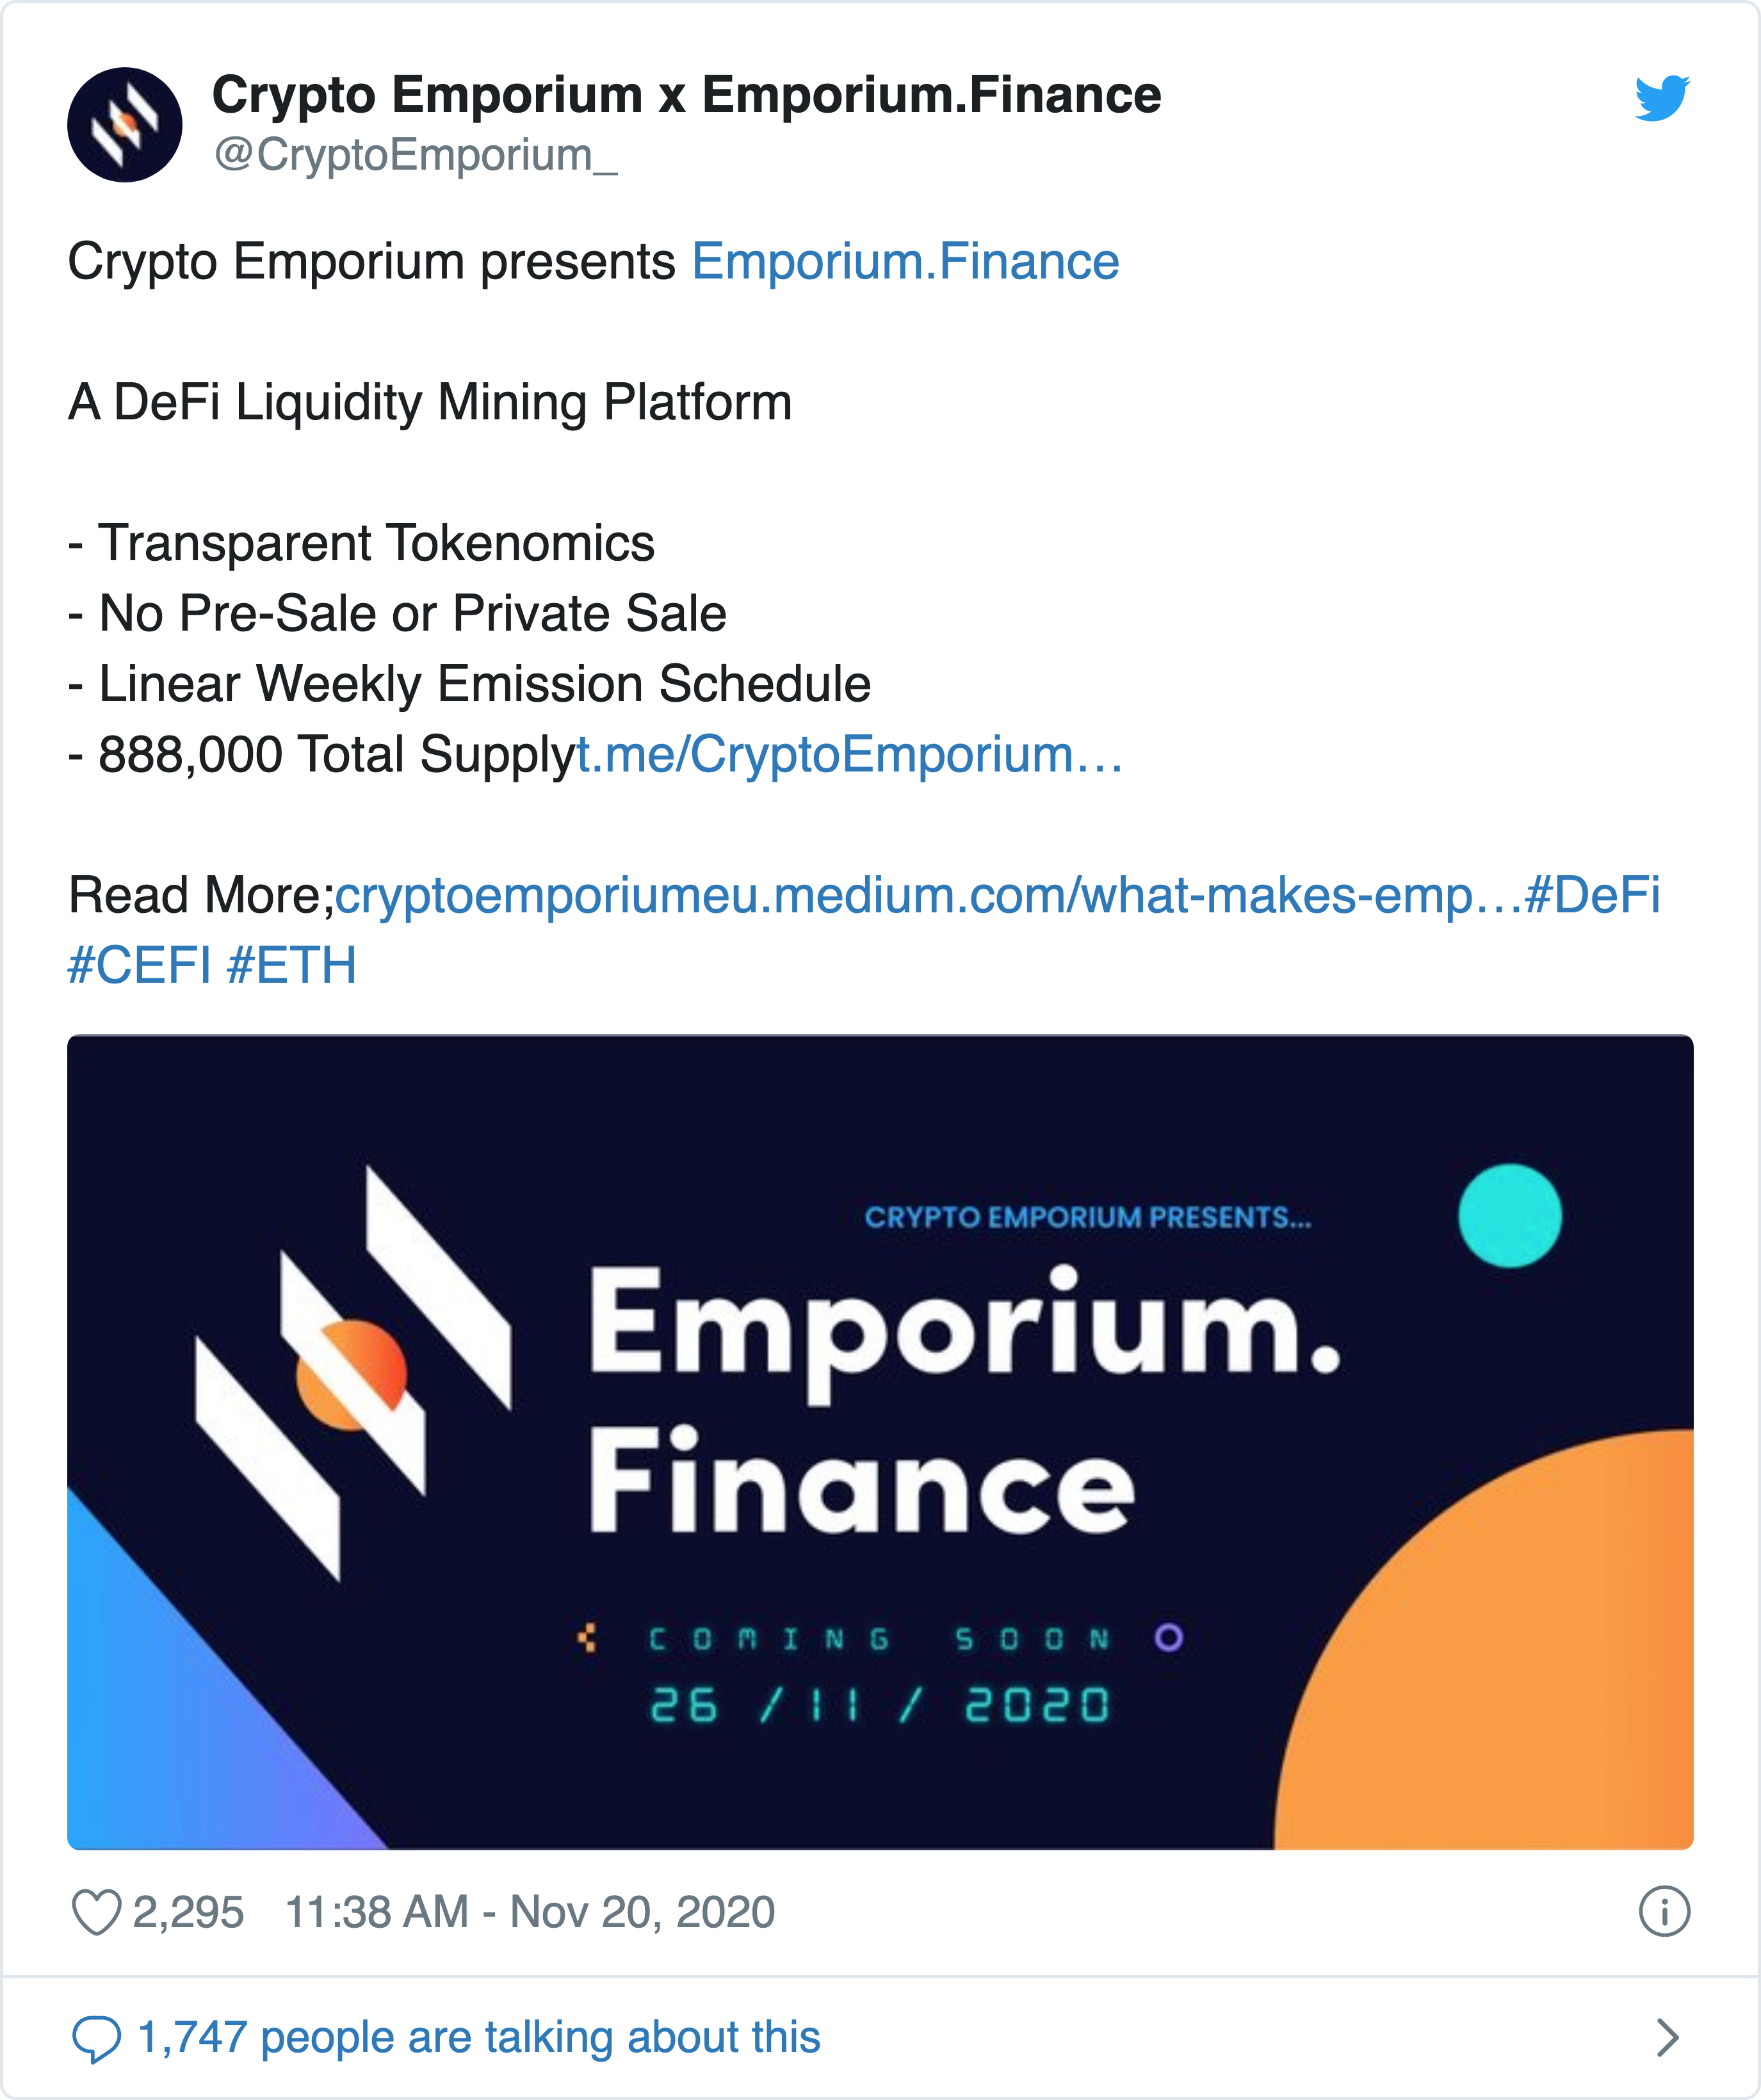 Crypto Emporium x Emporium.Finance
@CryptoEmporium_
Crypto Emporium presents Emporium.Finance
A DeFi Liquidity Mining Platform
- Transparent Tokenomics
- No Pre-Sale or Private Sale
- Linear Weekly Emission Schedule
- 888,000 Total Supplyt.me/CryptoEmporium…
Read More;cryptoemporiumeu.medium.com/what-makes-emp…#DeFi
#CEFI #ETH
CRYPTO EMPORIUM PRESENTS...
Emporium.
Finance
COMING SOON
26 / 11 / 2020
2,295 11:38 AM - Nov 20, 2020
1,747 people are talking about this